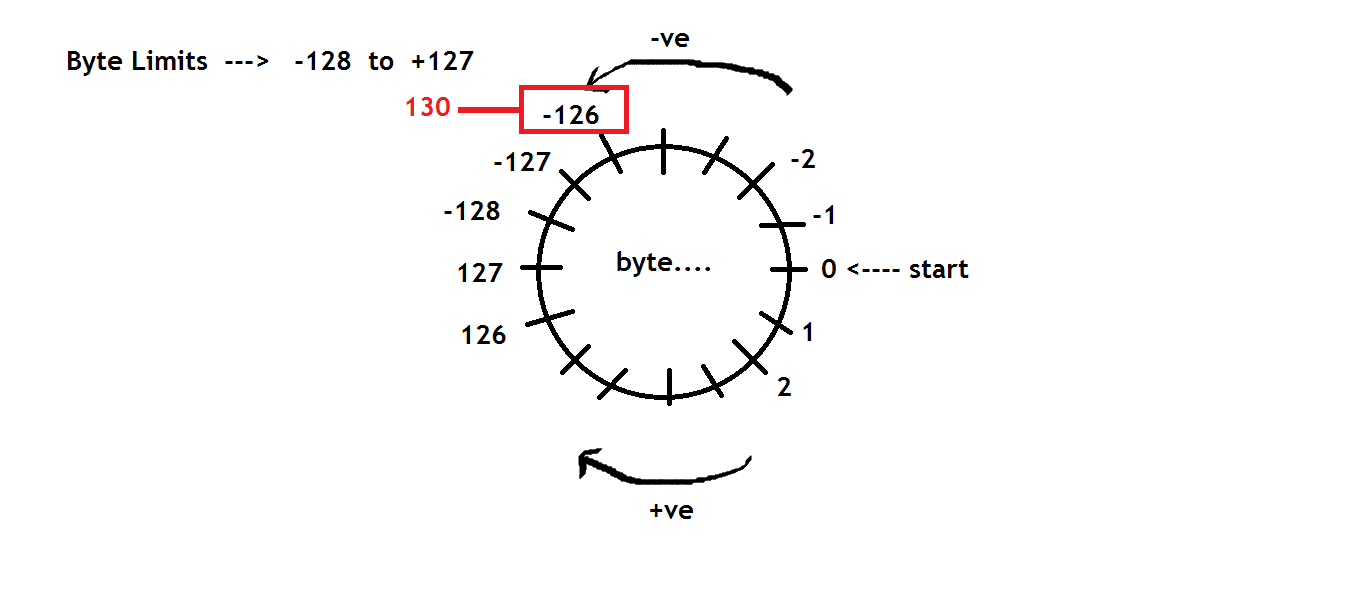 -ve
Byte Limits ---> -128 to +127
130
-126
-127
-2
-128
-1
byte....
127
0 <---- start
126
1
2
+ve